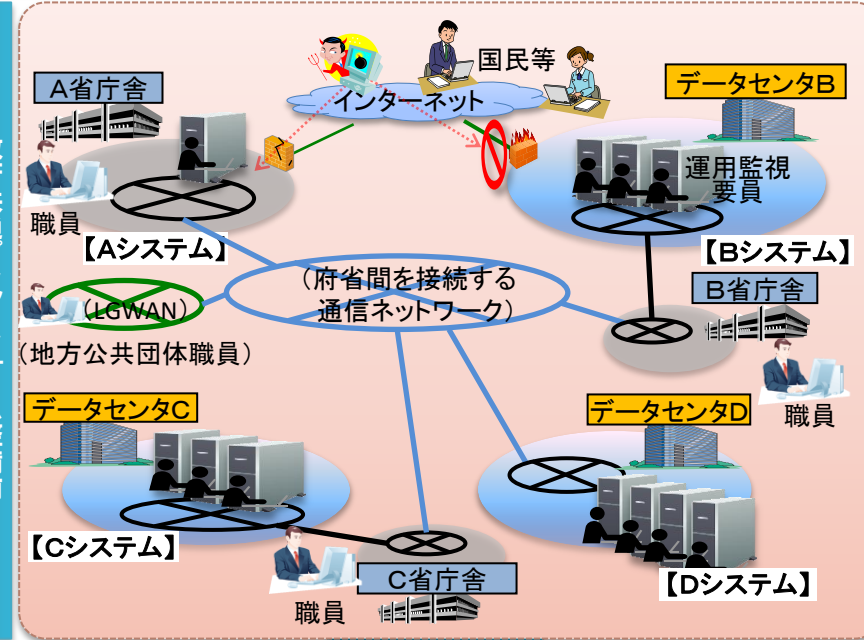 国民等
インターネット
A省庁舎
データセンタB
運用監視
要員
職員
【Aシステム】
【Bシステム】
(府省間を接続する
通信ネットワーク)
B省庁舎
(LGWAN)
(地方公共団体職員)
職員
データセンタC
データセンタD
【Cシステム】
C省庁舎
【Dシステム】
職員